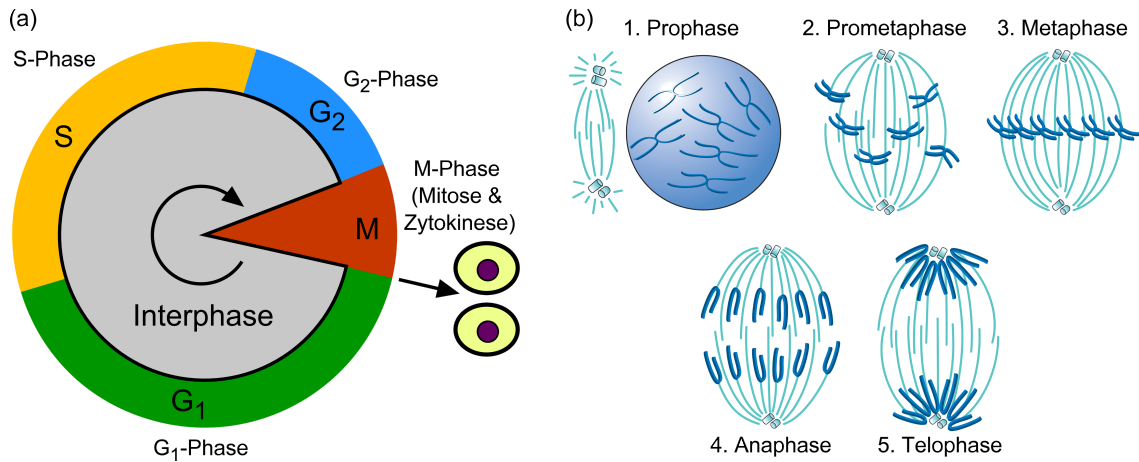 (a)
S-Phase
G₂-Phase
S
G₂
M-Phase
(Mitose &
Zytokinese)
M
Interphase
G₁
G₁-Phase
(b)
1. Prophase
2. Prometaphase
3. Metaphase
4. Anaphase
5. Telophase